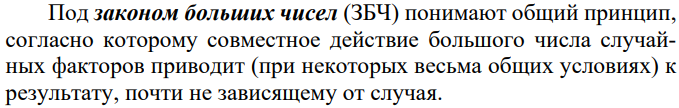 Под законом больших чисел (ЗБЧ) понимают общий принцип,
согласно которому совместное действие большого числа случай-
ных факторов приводит (при некоторых весьма общих условиях) к
результату, почти не зависящему от случая.